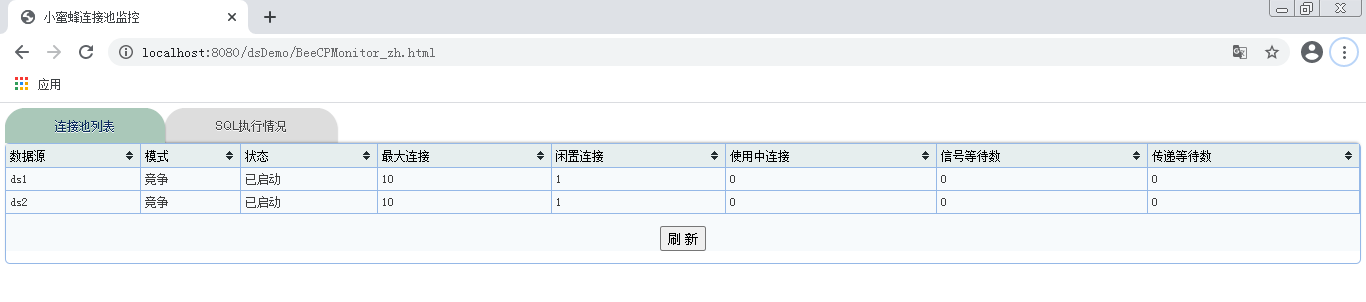 小蜜蜂连接池监控
localhost:8080/dsDemo/BeeCPMonitor_zh.html
应用
连接池列表 SQL执行情况
数据源 模式 状态 最大连接 闲置连接 使用中连接 信号等待数 传递等待数
ds1 竞争 已启动 10 1 0 0 0
ds2 竞争 已启动 10 1 0 0 0
刷 新